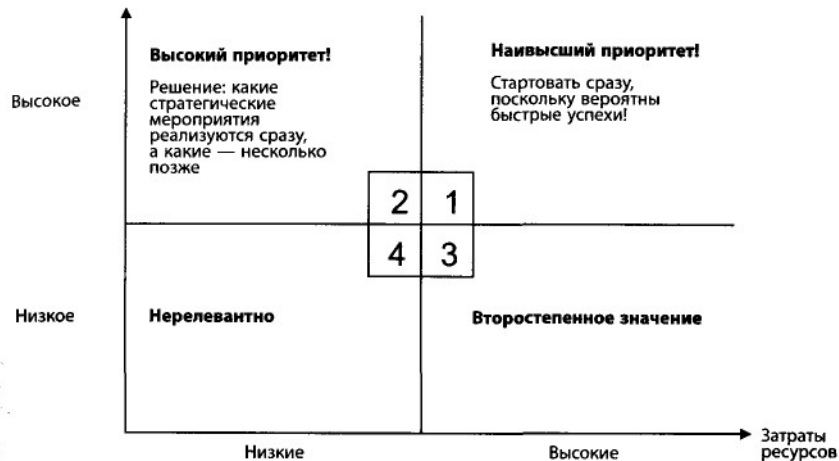 Высокий приоритет!
Решение: какие
стратегические
мероприятия
реализуются сразу,
а какие — несколько
позже
Наивысший приоритет!
Стартовать сразу,
поскольку вероятны
быстрые успехи!
Высокое
2
1
4
3
Низкое
Нерелевантно
Второстепенное значение
Низкие
Высокие
Затраты
ресурсов